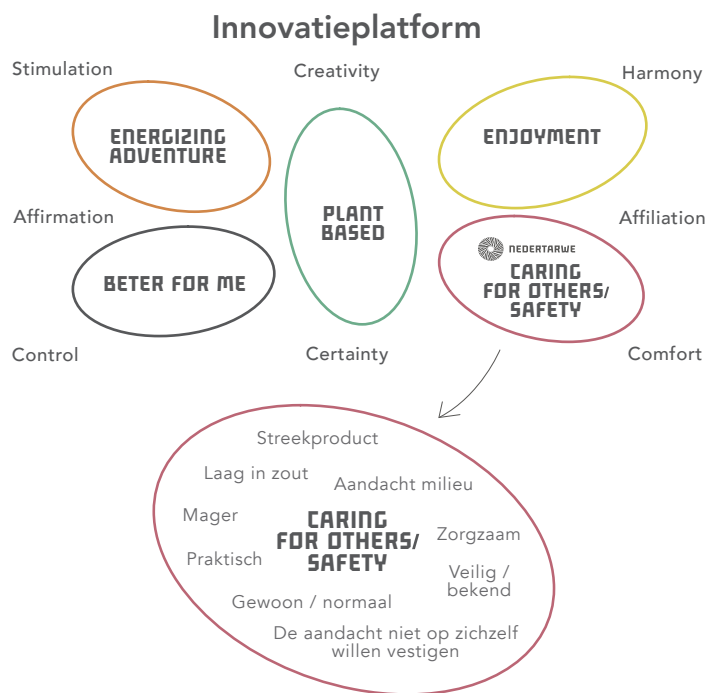 Innovatieplatform
Stimulation
Creativity
Harmony
ENERGIZING
ADVENTURE
ENJOYMENT
Affirmation
PLANT
BASED
Affiliation
NEDERTARWE
BETER FOR ME
CARING
FOR OTHERS/
SAFETY
Control
Certainty
Comfort
Streekproduct
Laag in zout
Aandacht milieu
Mager
CARING
FOR OTHERS/
SAFETY
Zorgzaam
Praktisch
Veilig /
bekend
Gewoon / normaal
De aandacht niet op zichzelf
willen vestigen